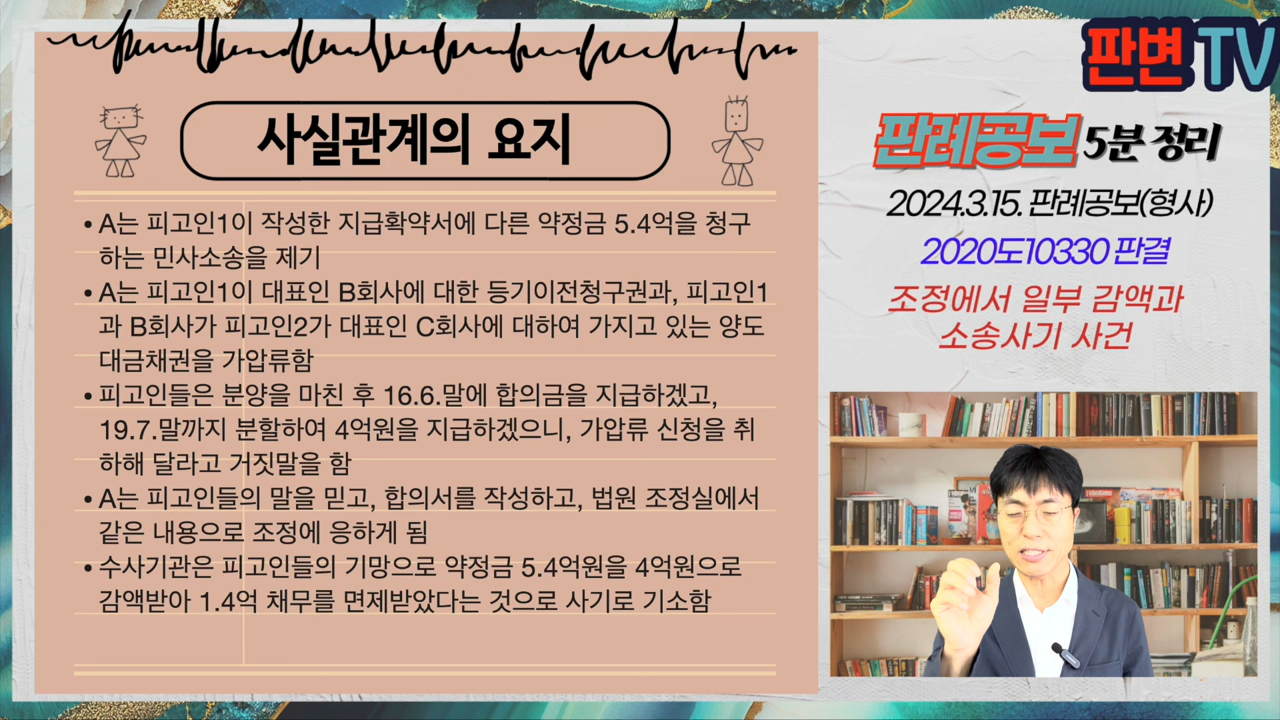 판변 TV
사실관계의 요지
• A는 피고인1이 작성한 지급확약서에 다른 약정금 5.4억을 청구
하는 민사소송을 제기
• A는 피고인1이 대표인 B회사에 대한 등기이전청구권과, 피고인1
과 B회사가 피고인2가 대표인 C회사에 대하여 가지고 있는 양도
대금채권을 가압류함
• 피고인들은 분양을 마친 후 16.6.말에 합의금을 지급하겠고,
19.7.말까지 분할하여 4억원을 지급하겠으니, 가압류 신청을 취
하해 달라고 거짓말을 함
• A는 피고인들의 말을 믿고, 합의서를 작성하고, 법원 조정실에서
같은 내용으로 조정에 응하게 됨
• 수사기관은 피고인들의 기망으로 약정금 5.4억원을 4억원으로
감액받아 1.4억 채무를 면제받았다는 것으로 사기로 기소함
판례공보 5분 정리
2024.3.15. 판례공보(형사)
2020도10330 판결
조정에서 일부 감액과
소송사기 사건